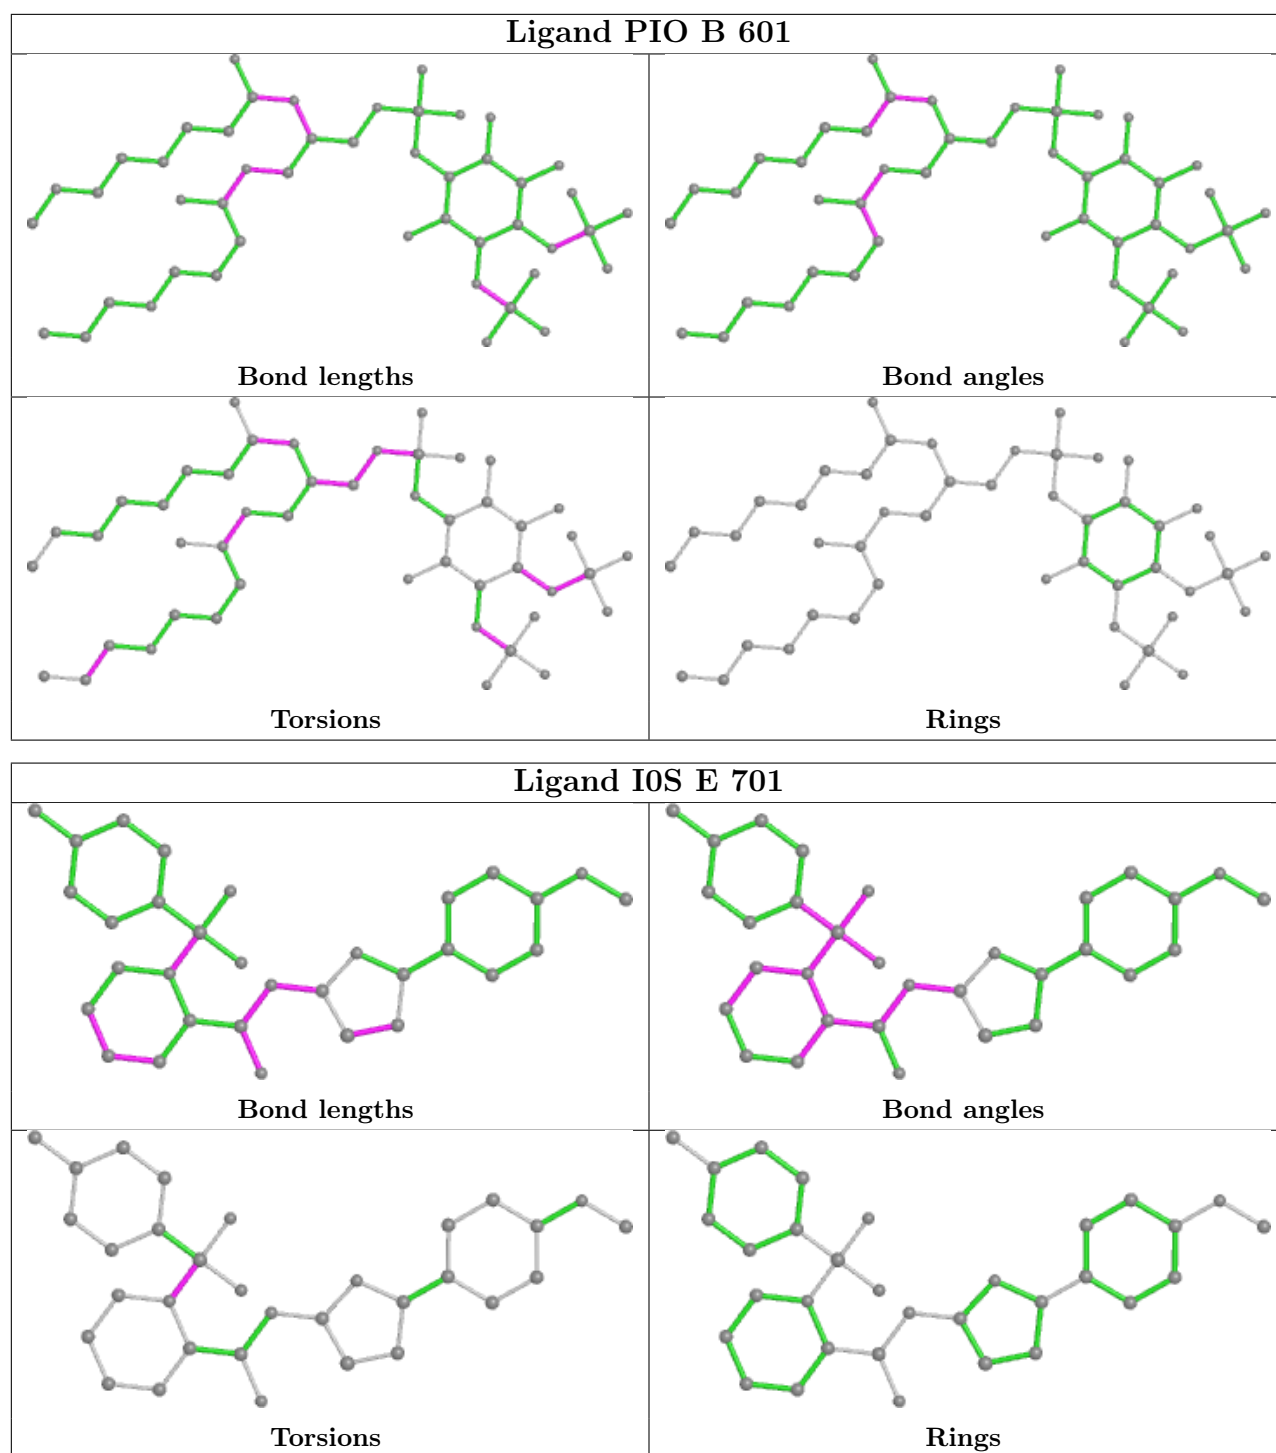 Ligand PIO B 601
Bond lengths
Bond angles
Torsions
Rings
Ligand I0S E 701
Bond lengths
Bond angles
Torsions
Rings